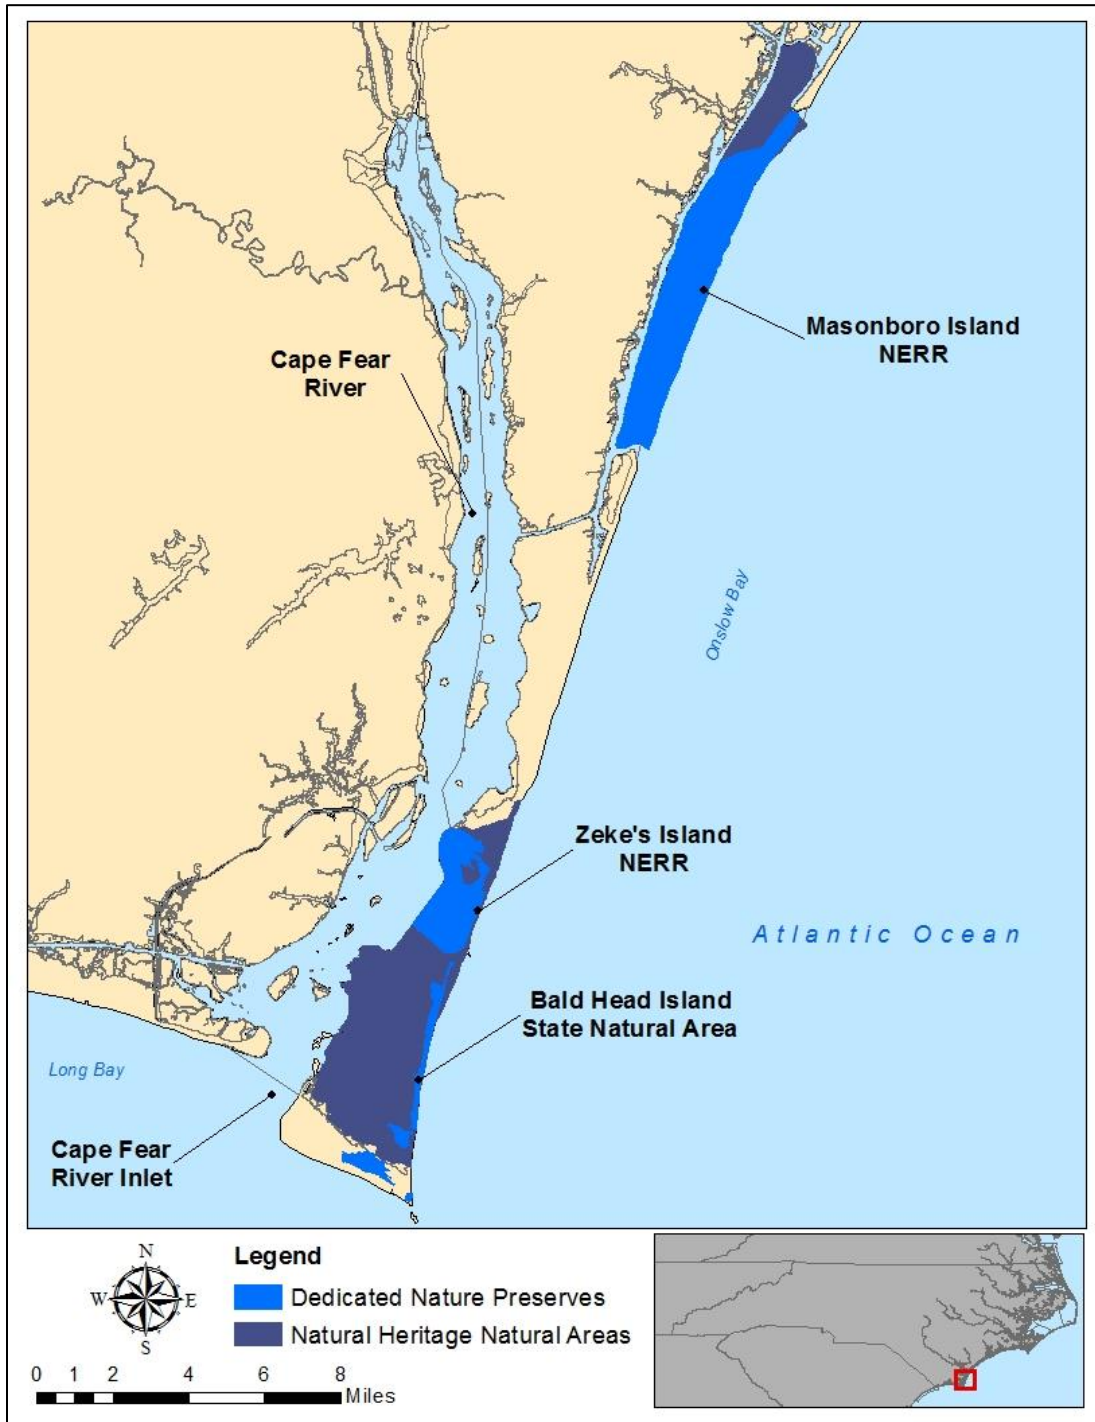 Masonboro Island
NERR
Cape Fear
River
Onslow Bay
Zeke's Island
NERR
Atlantic Ocean
Bald Head Island
State Natural Area
Long Bay
Cape Fear
River Inlet
N
W
E
S
Legend
Dedicated Nature Preserves
Natural Heritage Natural Areas
0 1 2 4 6 8
Miles